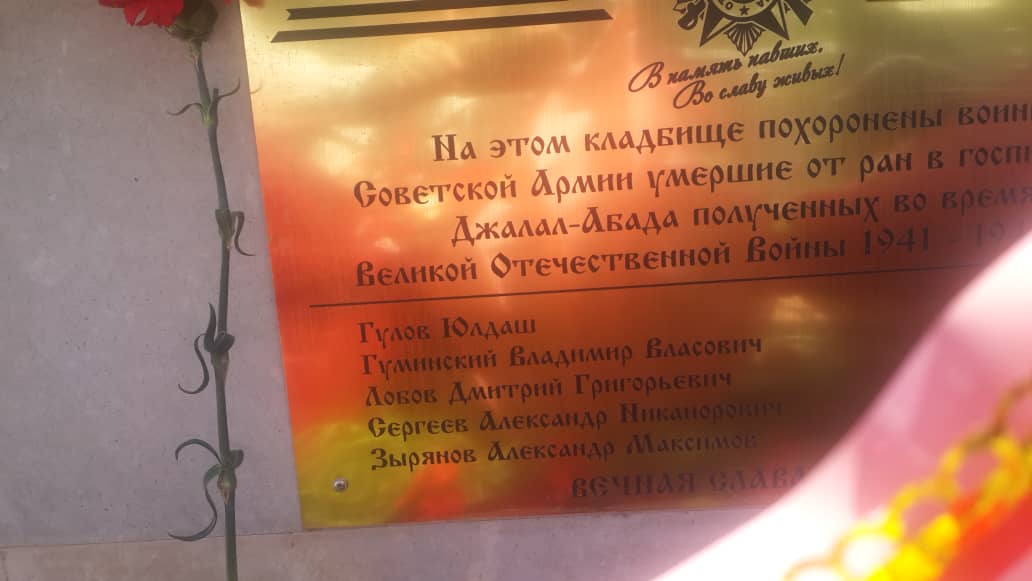 В память павших,
Во славу живых!
На этом кладбище похоронены
Советской Армии умершие от ран в
Джалал-Абада полученных во время
Великой Отечественной Войны 1941 -
Гулов Юлдаш
Гуминский Владимир Власович
Лобов Дмитрий Григорьевич
Сергеев Александр Никанорович
Зырянов Александр Максимов
Вечная слава